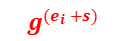 g^{(e_i + s)}